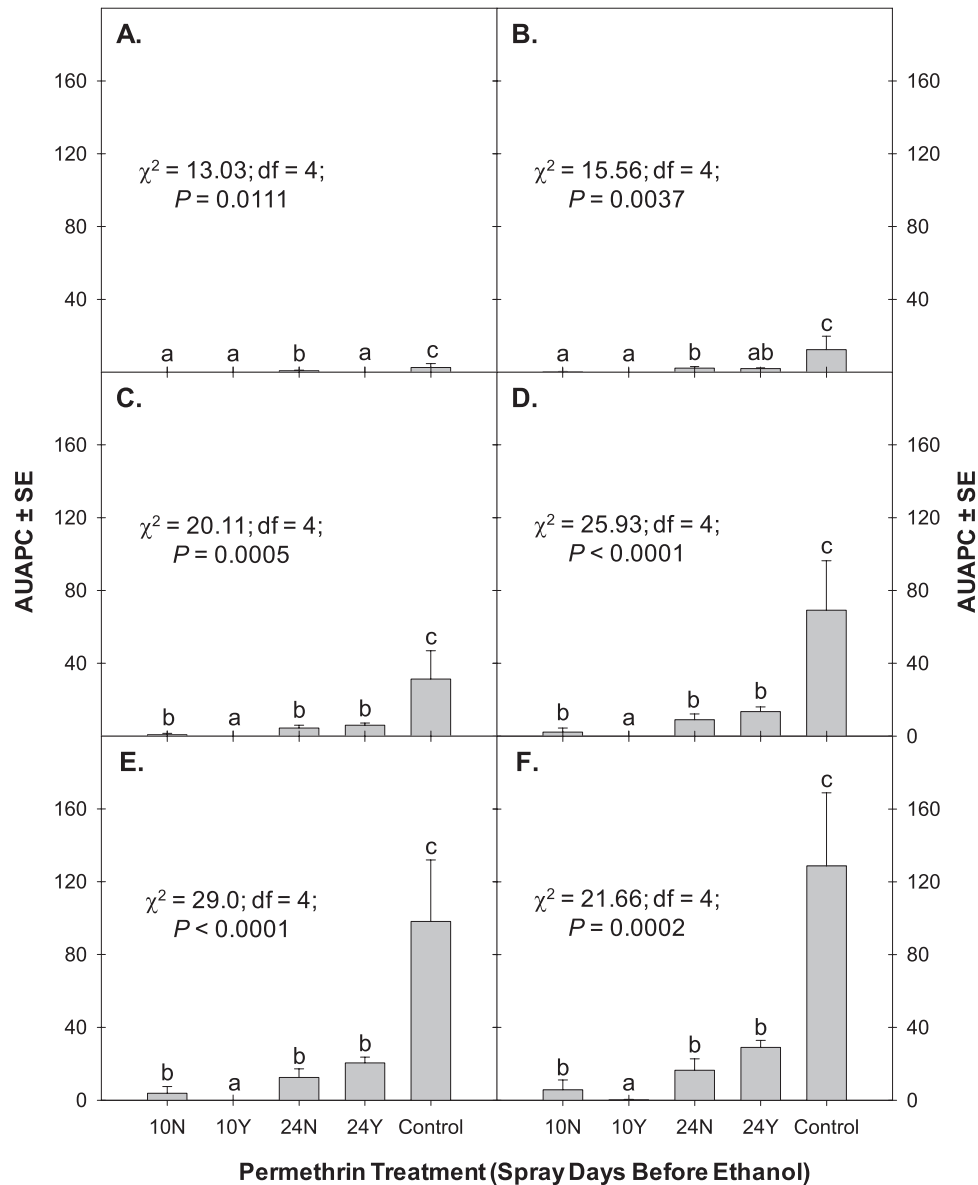 A.
160
120
80
40
χ² = 13.03; df = 4;
P = 0.0111
a a b a c
B.
160
120
80
40
χ² = 15.56; df = 4;
P = 0.0037
a a b ab c
C.
160
120
80
40
χ² = 20.11; df = 4;
P = 0.0005
b a b b c
D.
160
120
80
40
0
χ² = 25.93; df = 4;
P < 0.0001
b a b b c
AUAPC ± SE
AUAPC ± SE
E.
160
120
80
40
0
χ² = 29.0; df = 4;
P < 0.0001
b a b b c
10N 10Y 24N 24Y Control
F.
160
120
80
40
0
χ² = 21.66; df = 4;
P = 0.0002
b a b b c
10N 10Y 24N 24Y Control
Permethrin Treatment (Spray Days Before Ethanol)